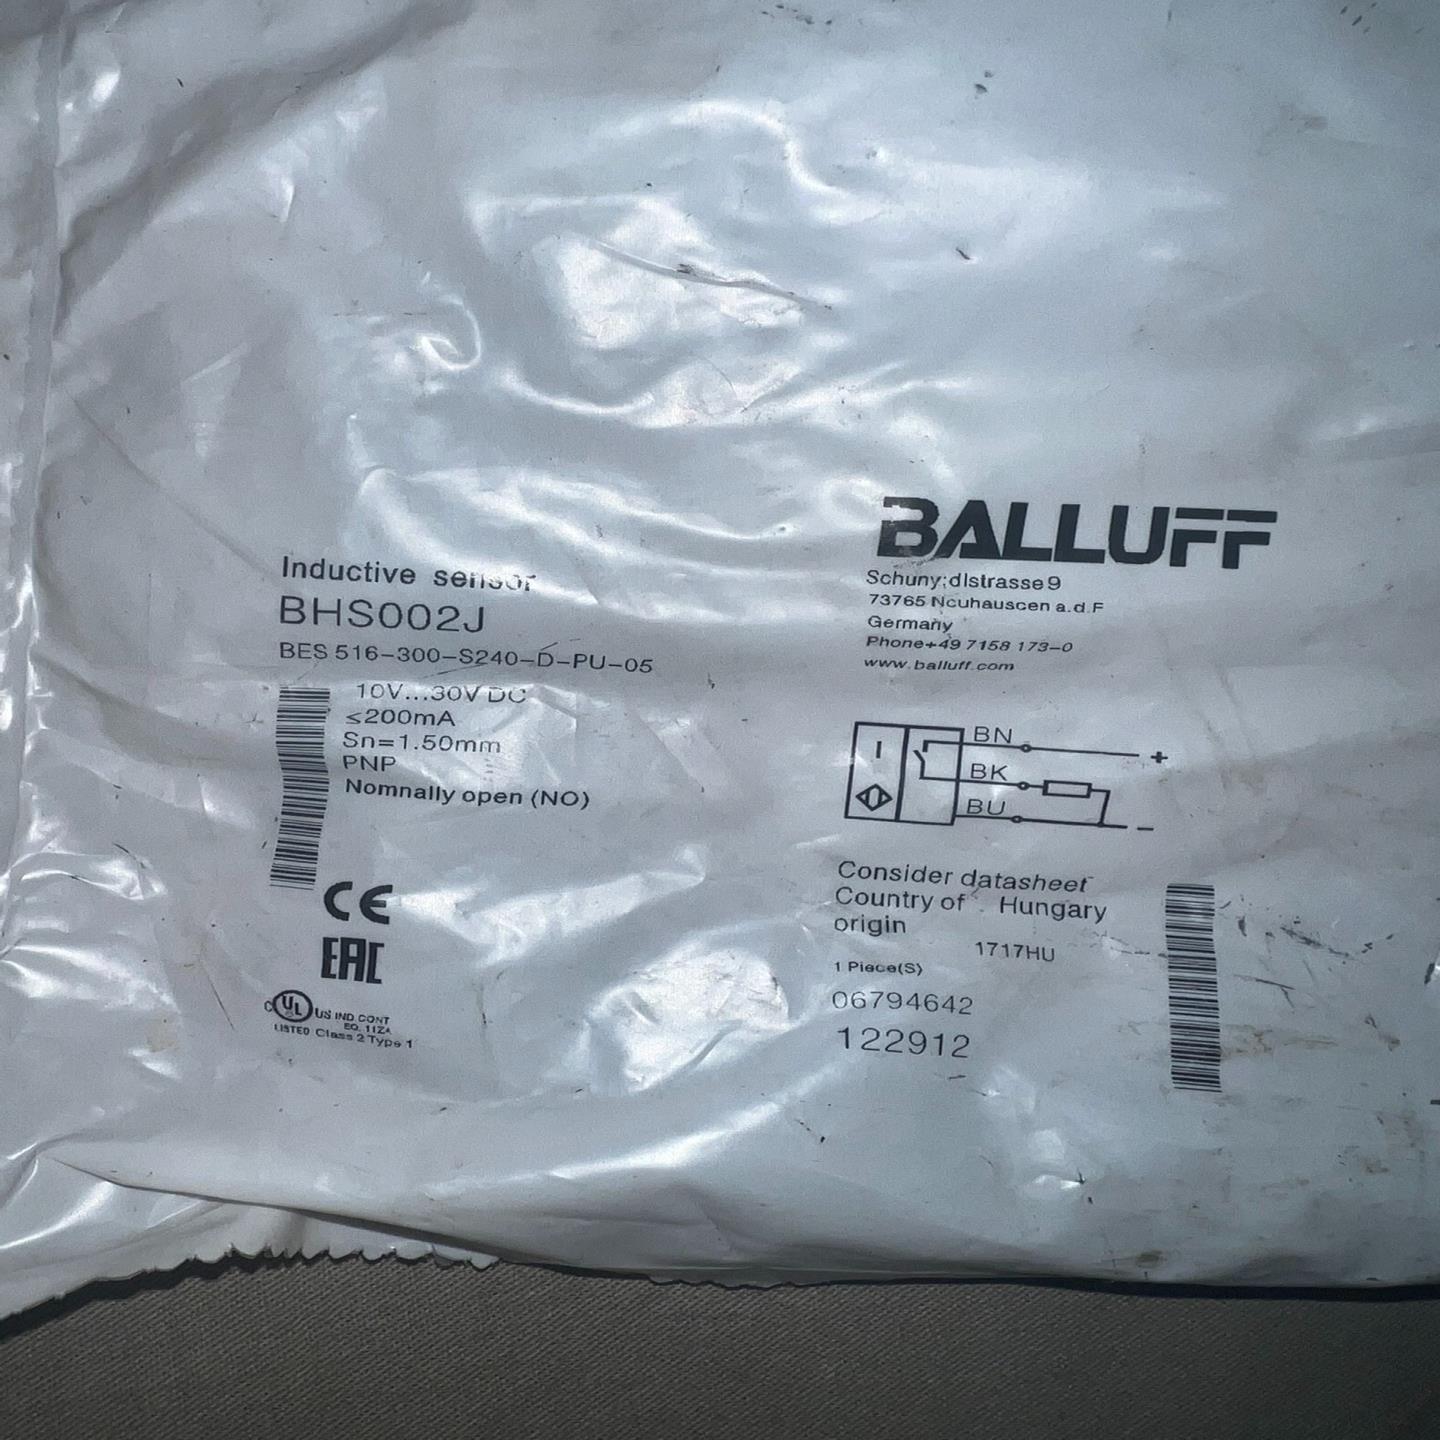 Inductive sensor
BHS002J
BES 516-300-S240-D-PU-05
10V...30V DC
≤200mA
Sn=1.50mm
PNP
Nomnally open (NO)
CE
EAC
C UL US IND.CONT
EQ. 11ZA
LISTED Class 2 Type 1
BALLUFF
Schuny;dlstrasse9
73765 Ncuhauscen a.d.F
Germany
Phone+49 7158 173-0
www.balluff.com
BN
+
BK
BU
-
Consider datasheet
Country of Hungary
origin
1717HU
1 Piece(S)
06794642
122912